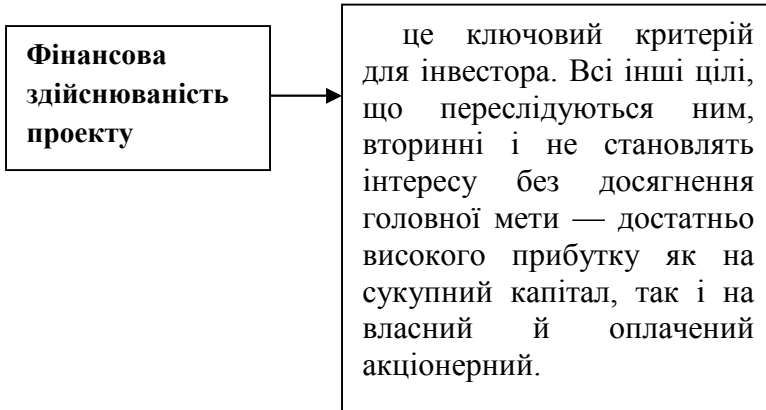 Фінансова
здійснюваність
проекту
це ключовий критерій
для інвестора. Всі інші цілі,
що переслідуються ним,
вторинні і не становлять
інтересу без досягнення
головної мети — достатньо
високого прибутку як на
сукупний капітал, так і на
власний й оплачений
акціонерний.